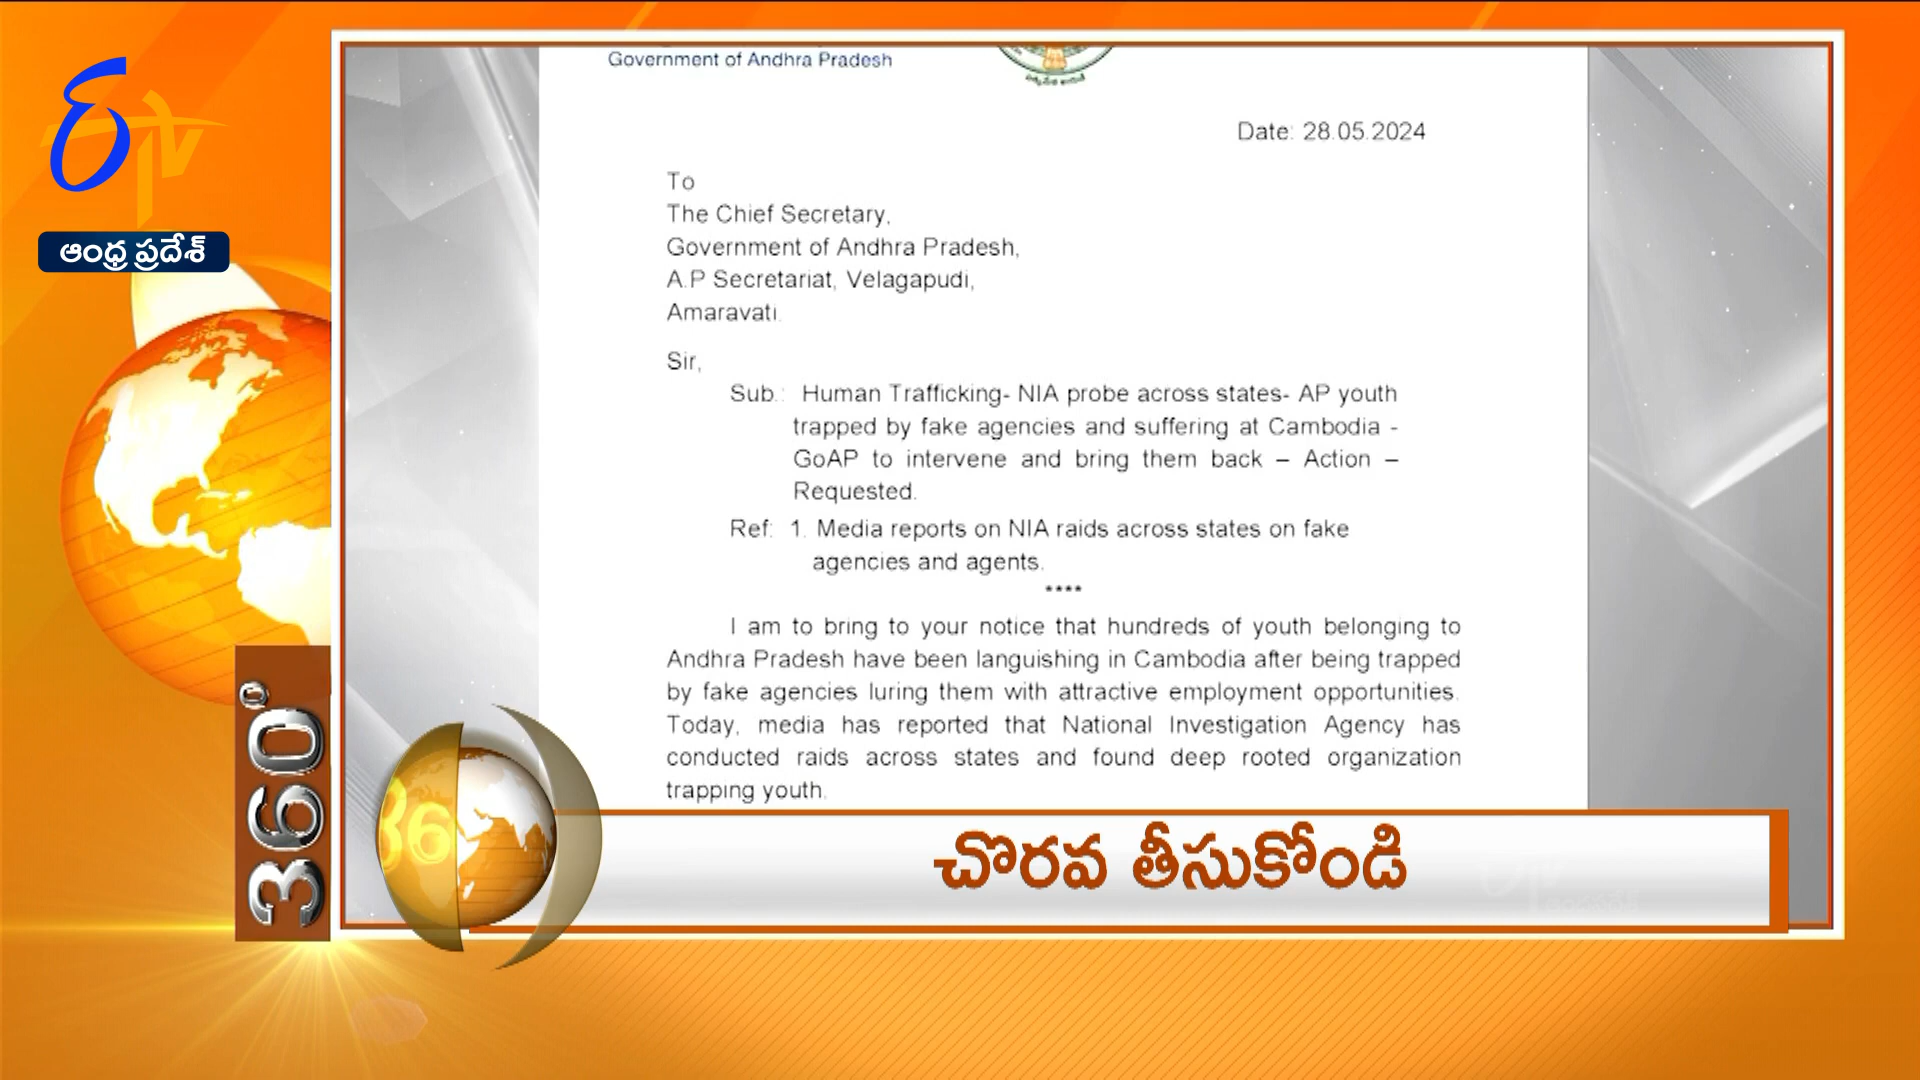 ఈtv
ఆంధ్ర ప్రదేశ్
Government of Andhra Pradesh
Date: 28.05.2024
To
The Chief Secretary,
Government of Andhra Pradesh,
A.P Secretariat, Velagapudi,
Amaravati.
Sir,
Sub.: Human Trafficking- NIA probe across states- AP youth
trapped by fake agencies and suffering at Cambodia -
GoAP to intervene and bring them back – Action –
Requested.
Ref: 1. Media reports on NIA raids across states on fake
agencies and agents.
****
I am to bring to your notice that hundreds of youth belonging to
Andhra Pradesh have been languishing in Cambodia after being trapped
by fake agencies luring them with attractive employment opportunities.
Today, media has reported that National Investigation Agency has
conducted raids across states and found deep rooted organization
trapping youth.
360°
36
చొరవ తీసుకోండి